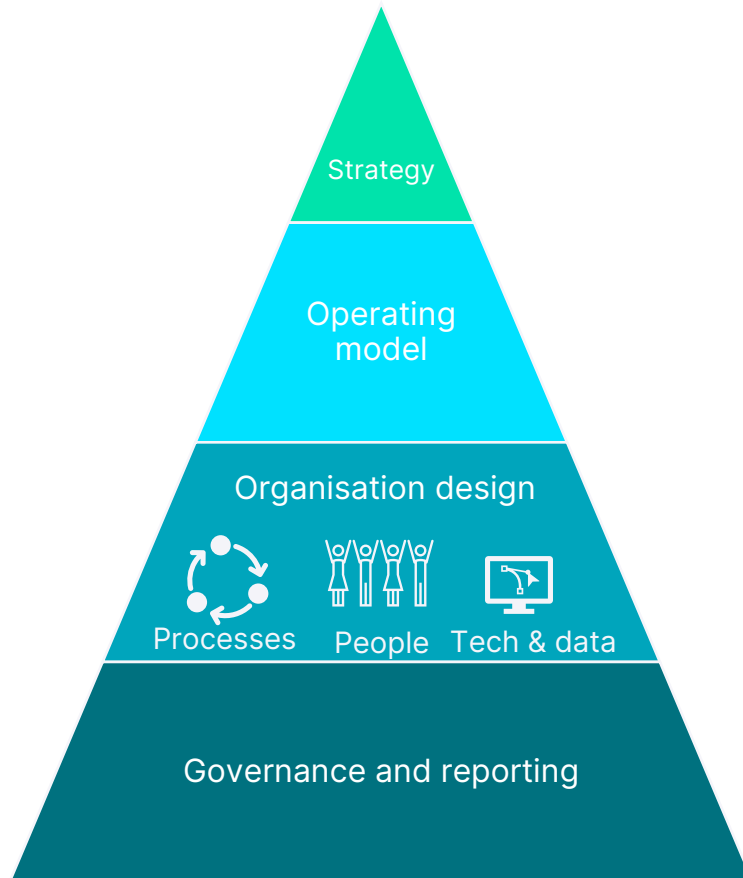 Strategy
Operating
model
Organisation design
Processes
People
Tech & data
Governance and reporting